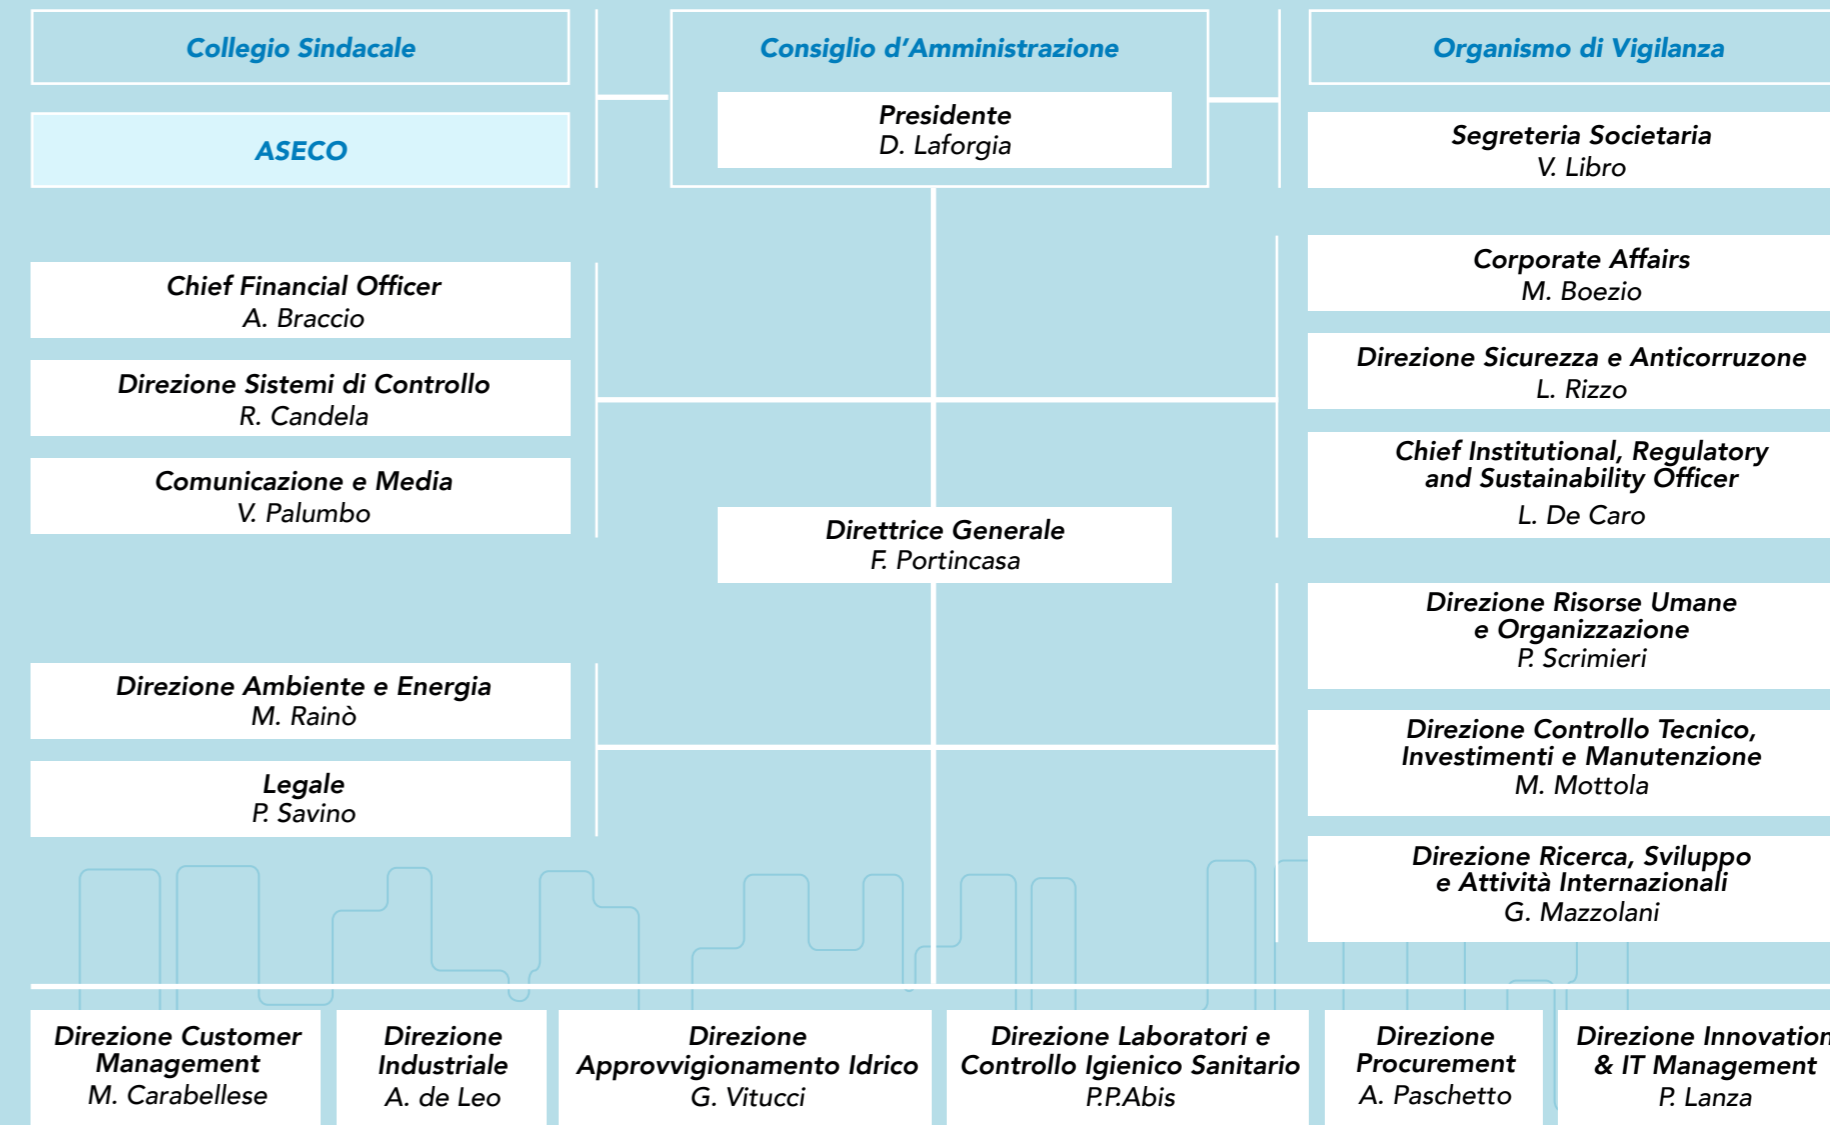 Collegio Sindacale
ASECO
Consiglio d'Amministrazione
Presidente
D. Laforgia
Organismo di Vigilanza
Segreteria Societaria
V. Libro
Chief Financial Officer
A. Braccio
Direzione Sistemi di Controllo
R. Candela
Comunicazione e Media
V. Palumbo
Corporate Affairs
M. Boezio
Direzione Sicurezza e Anticorruzone
L. Rizzo
Chief Institutional, Regulatory
and Sustainability Officer
L. De Caro
Direttrice Generale
F. Portincasa
Direzione Ambiente e Energia
M. Rainò
Legale
P. Savino
Direzione Risorse Umane
e Organizzazione
P. Scrimieri
Direzione Controllo Tecnico,
Investimenti e Manutenzione
M. Mottola
Direzione Ricerca, Sviluppo
e Attività Internazionali
G. Mazzolani
Direzione Customer
Management
M. Carabellese
Direzione
Industriale
A. de Leo
Direzione
Approvvigionamento Idrico
G. Vitucci
Direzione Laboratori e
Controllo Igienico Sanitario
P.P.Abis
Direzione
Procurement
A. Paschetto
Direzione Innovation
& IT Management
P. Lanza